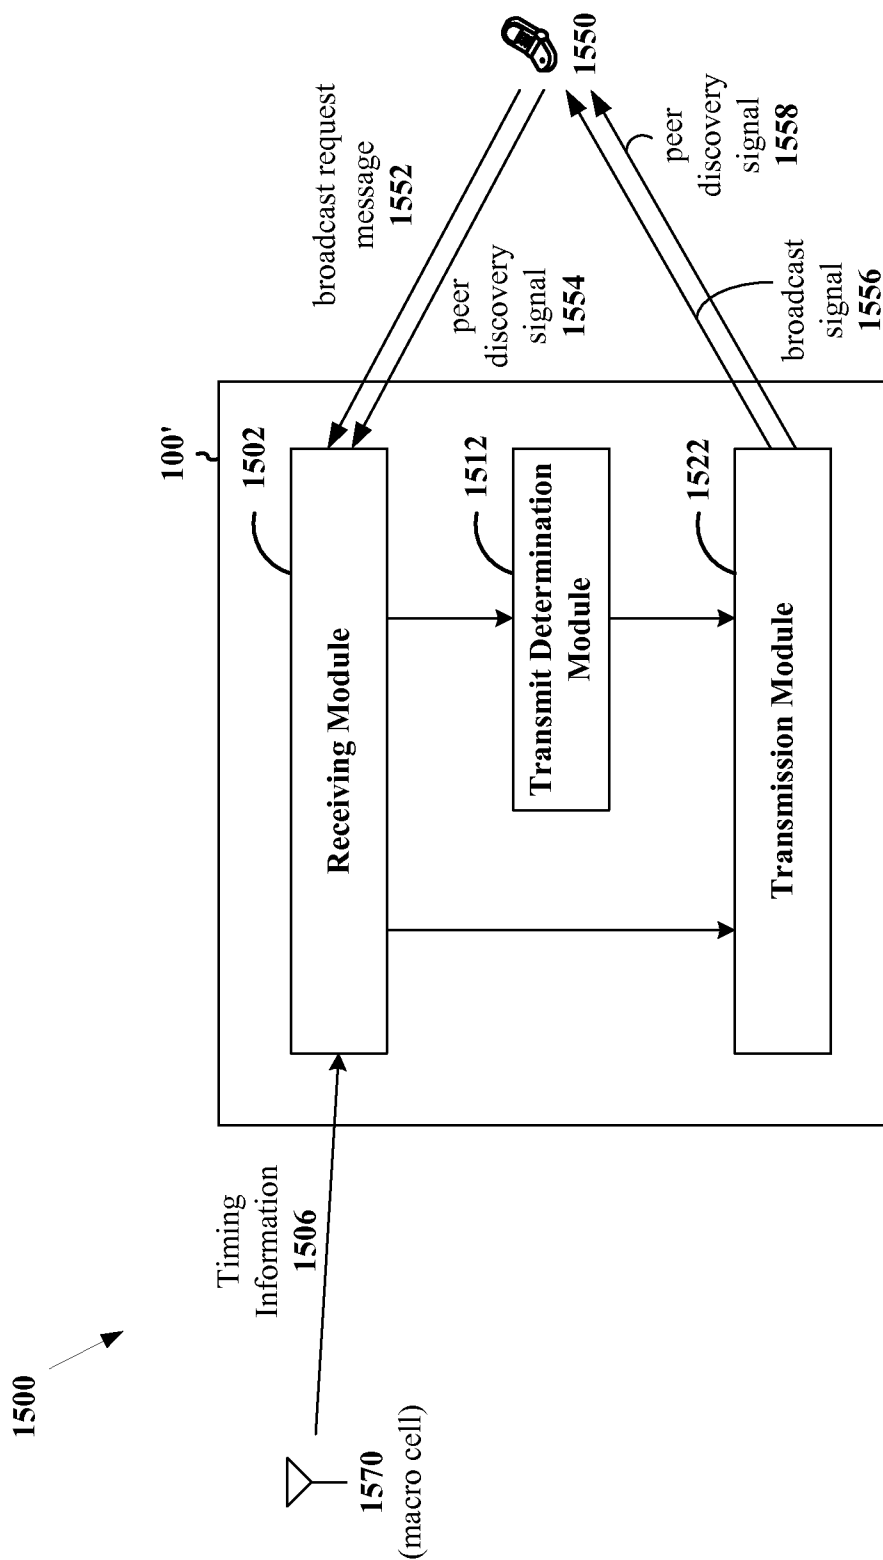 1500
1570
(macro cell)
Timing
Information
1506
100'
1502
Receiving Module
1512
Transmit Determination
Module
1522
Transmission Module
broadcast request
message
1552
peer
discovery
signal
1554
1550
peer
discovery
signal
1558
broadcast
signal
1556